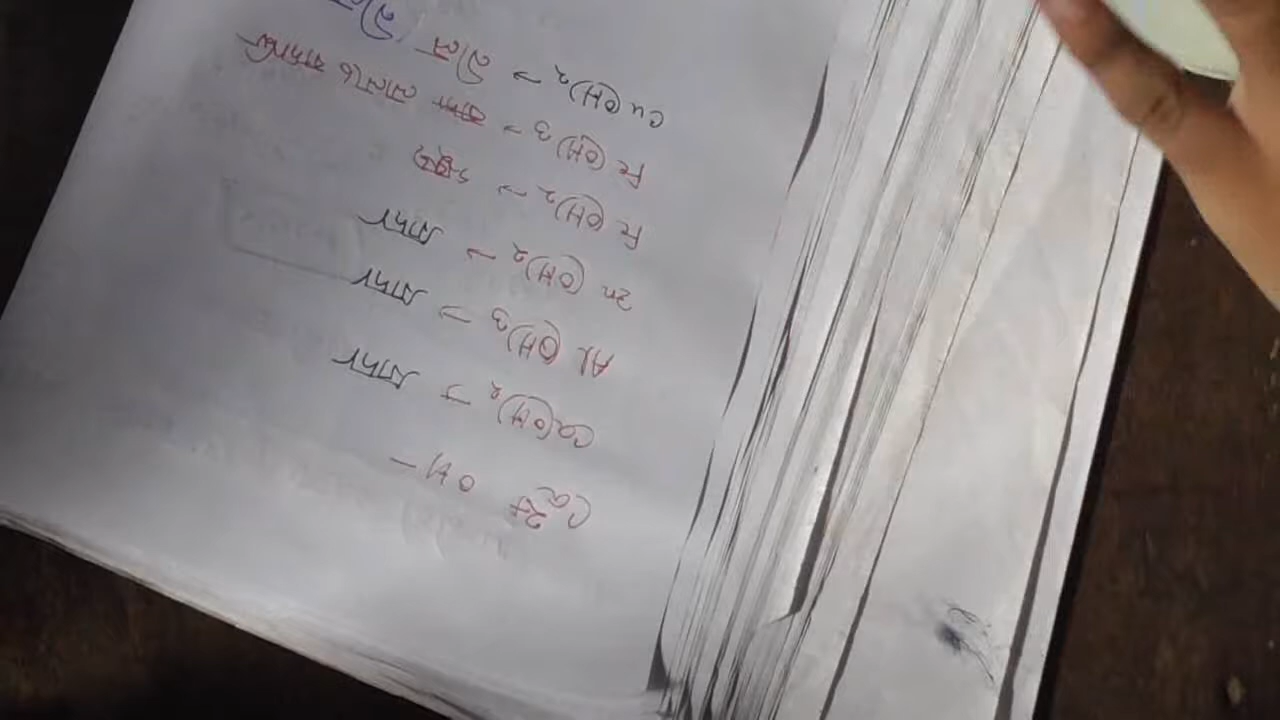 Ca²⁺ OH⁻
Ca(OH)₂ → সাদা
Al(OH)₃ → সাদা
Zn(OH)₂ → সাদা
Fe(OH)₂ → সবুজ
Fe(OH)₃ → লালচে বাদামি
Cu(OH)₂ → নীল